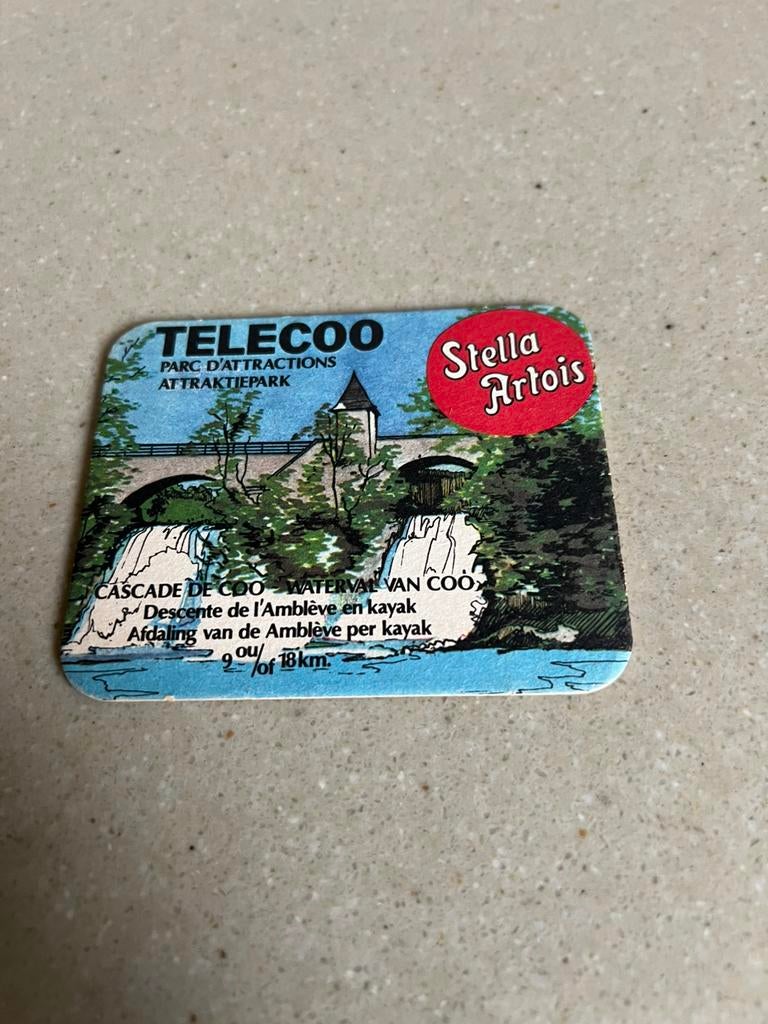 TELECOO
PARC D'ATTRACTIONS
ATTRAKTIEPARK
Stella
Artois
CASCADE DE COO - WATERVAL VAN COO
Descente de l'Amblève en kayak
Afdaling van de Amblève per kayak
9 ou/of 18 km.